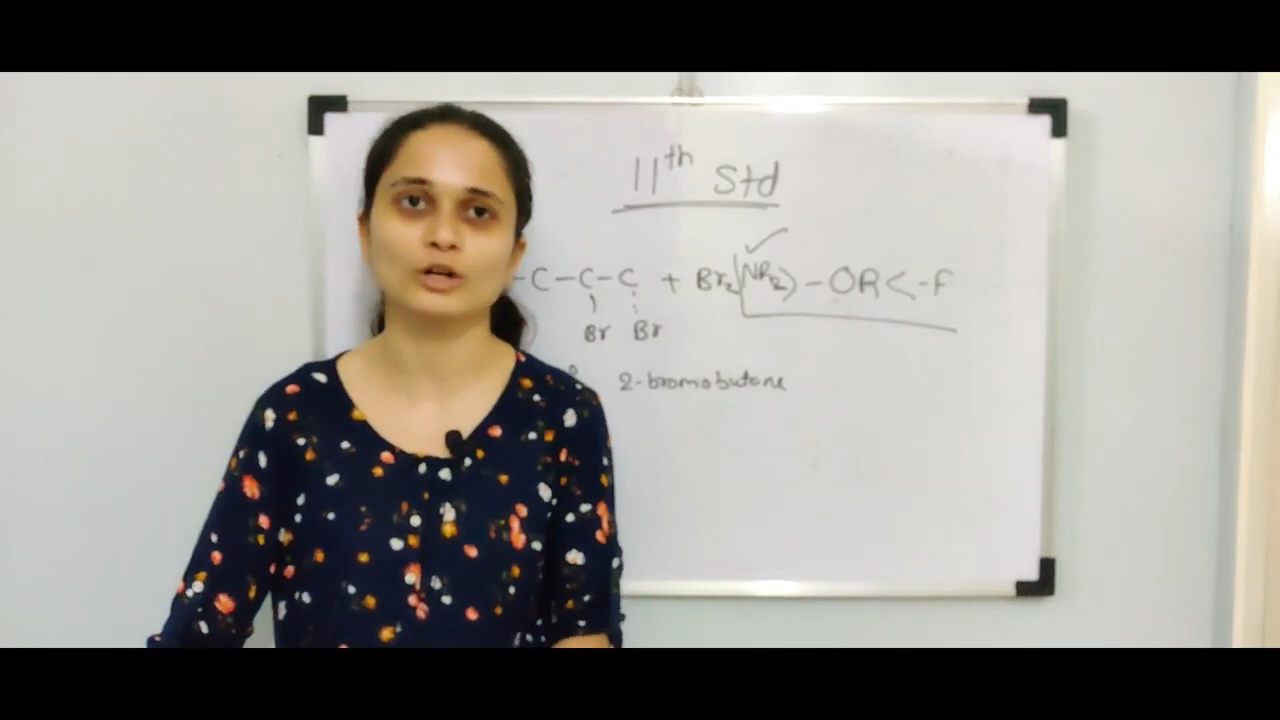 11th Std
-C-C-C + Br2 (NR2) - OR < -F
Br Br
2-bromobutane